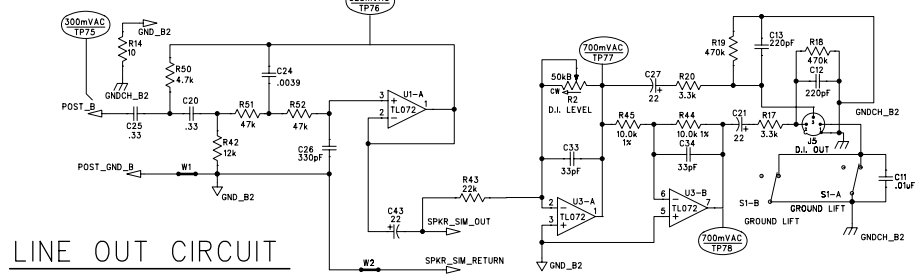 300mVAC
TP75
GND_B2
R14
10
GNDCH_B2
POST_B
C25
.33
R50
4.7k
C20
.33
C24
.0039
R51
47k
R52
47k
R42
12k
C26
330pF
POST_GND_B
W1
GND_B2
TP76
U1-A
TL072
3
2
1
+
-
C43
22
+
SPKR_SIM_OUT
W2
SPKR_SIM_RETURN
R43
22k
50kB
CW
R2
D.I. LEVEL
700mVAC
TP77
C33
33pF
U3-A
TL072
2
3
1
-
+
GND_B2
R45
10.0k
1%
R44
10.0k
1%
C34
33pF
U3-B
TL072
6
5
7
-
+
700mVAC
TP78
C27
22
+
R20
3.3k
C21
22
+
R17
3.3k
R19
470k
C13
220pF
R18
470k
C12
220pF
J5
D.I. OUT
GNDCH_B2
S1-B
GROUND LIFT
S1-A
GROUND LIFT
C11
.01uF
GNDCH_B2
LINE OUT CIRCUIT